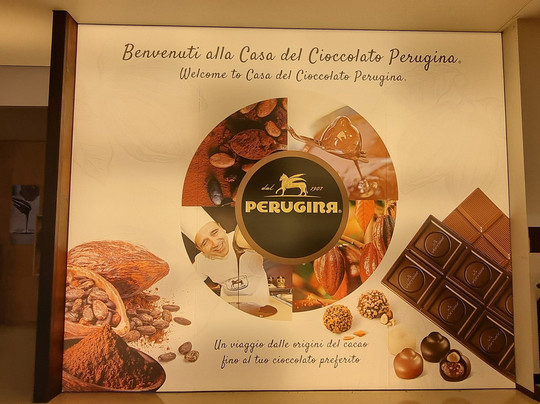 Benvenuti alla Casa del Cioccolato Perugina.
Welcome to Casa del Cioccolato Perugina.
dal 1907
PERUGINA®
Un viaggio dalle origini del cacao
fino al tuo cioccolato preferito